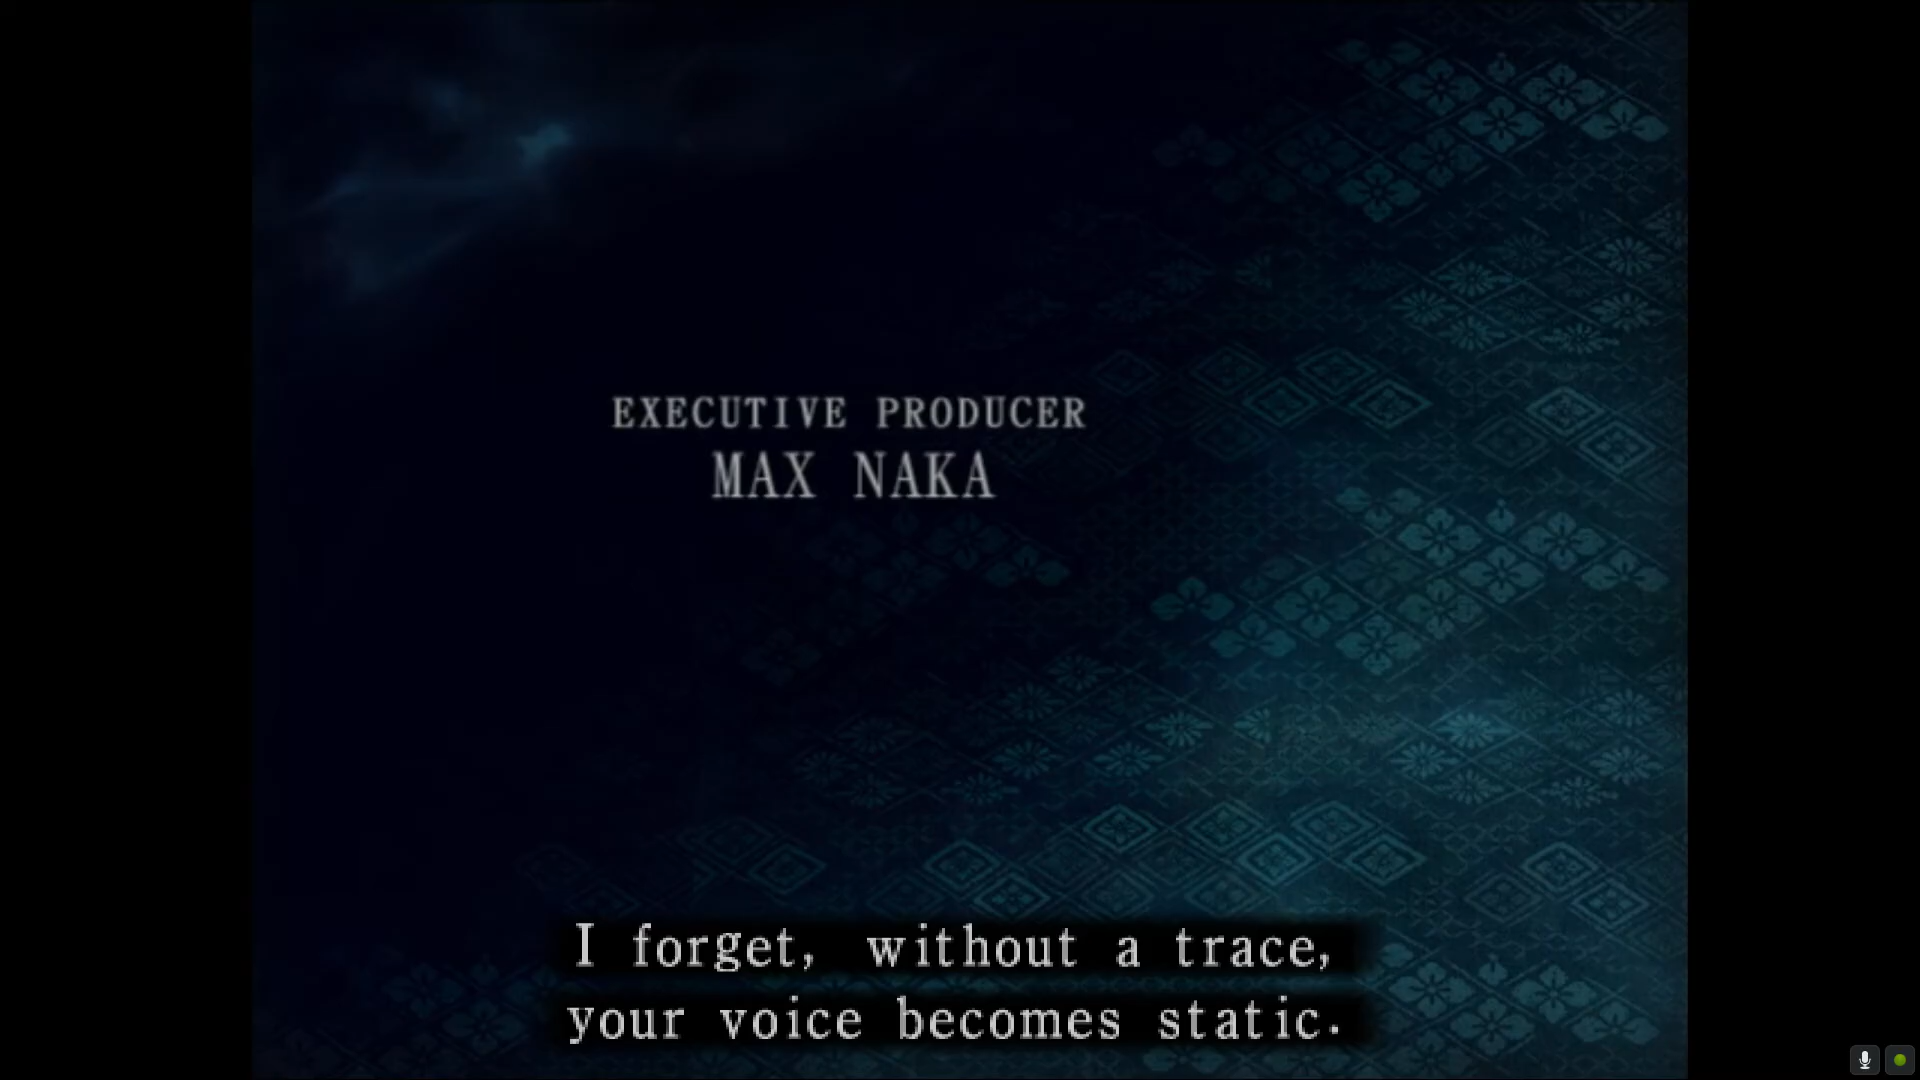 EXECUTIVE PRODUCER
MAX NAKA
I forget, without a trace,
your voice becomes static.